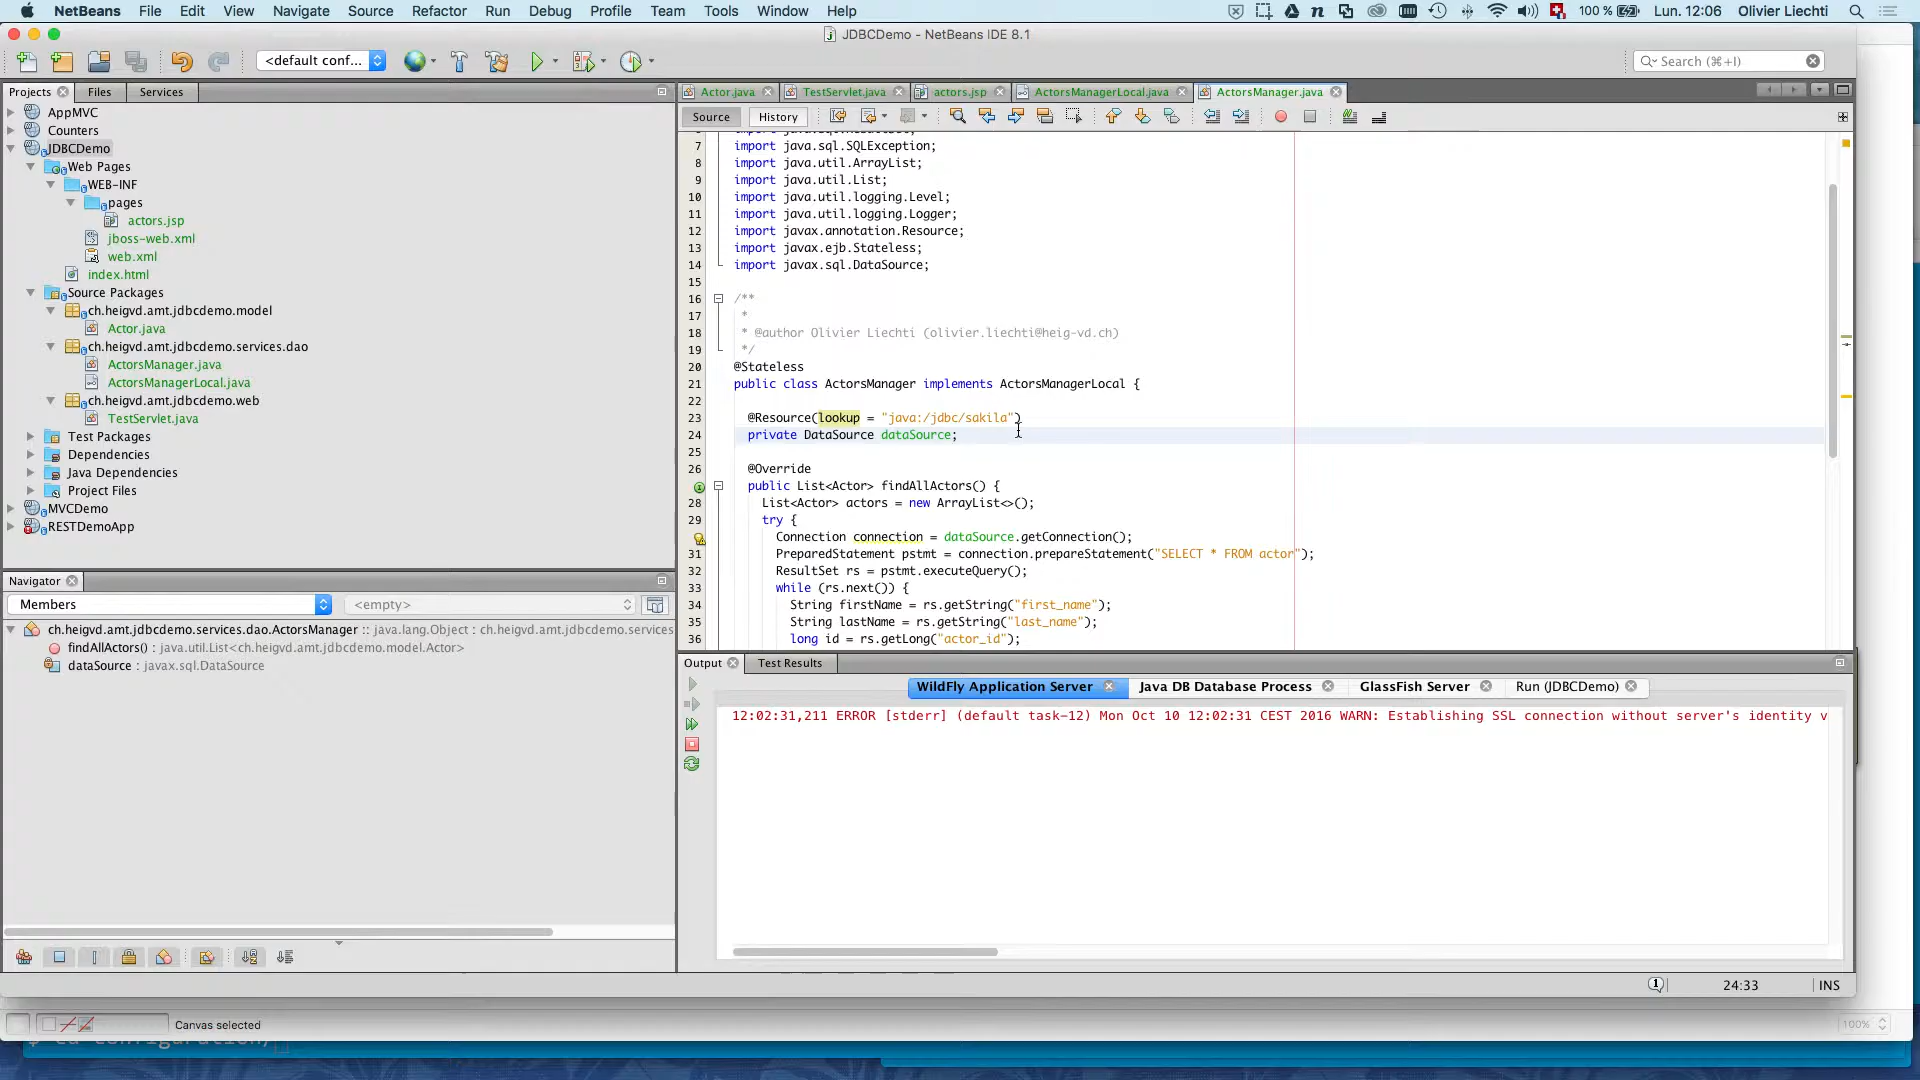 NetBeans File Edit View Navigate Source Refactor Run Debug Profile Team Tools Window Help
100 % Lun. 12:06 Olivier Liechti
JDBCDemo - NetBeans IDE 8.1
<default conf...
Search (⌘+I)
Projects Files Services
Actor.java TestServlet.java actors.jsp ActorsManagerLocal.java ActorsManager.java
Source History
AppMVC
Counters
JDBCDemo
Web Pages
WEB-INF
pages
actors.jsp
jboss-web.xml
web.xml
index.html
Source Packages
ch.heigvd.amt.jdbcdemo.model
Actor.java
ch.heigvd.amt.jdbcdemo.services.dao
ActorsManager.java
ActorsManagerLocal.java
ch.heigvd.amt.jdbcdemo.web
TestServlet.java
Test Packages
Dependencies
Java Dependencies
Project Files
MVCDemo
RESTDemoApp
7 import java.sql.SQLException;
8 import java.util.ArrayList;
9 import java.util.List;
10 import java.util.logging.Level;
11 import java.util.logging.Logger;
12 import javax.annotation.Resource;
13 import javax.ejb.Stateless;
14 import javax.sql.DataSource;
15
16 /**
17 *
18 * @author Olivier Liechti (olivier.liechti@heig-vd.ch)
19 */
20 @Stateless
21 public class ActorsManager implements ActorsManagerLocal {
22
23 @Resource(lookup = "java:/jdbc/sakila")
24 private DataSource dataSource;
25
26 @Override
public List<Actor> findAllActors() {
28 List<Actor> actors = new ArrayList<>();
29 try {
Connection connection = dataSource.getConnection();
31 PreparedStatement pstmt = connection.prepareStatement("SELECT * FROM actor");
32 ResultSet rs = pstmt.executeQuery();
33 while (rs.next()) {
34 String firstName = rs.getString("first_name");
35 String lastName = rs.getString("last_name");
36 long id = rs.getLong("actor_id");
Navigator
Members <empty>
ch.heigvd.amt.jdbcdemo.services.dao.ActorsManager :: java.lang.Object : ch.heigvd.amt.jdbcdemo.services
findAllActors() : java.util.List<ch.heigvd.amt.jdbcdemo.model.Actor>
dataSource : javax.sql.DataSource
Output Test Results
WildFly Application Server Java DB Database Process GlassFish Server Run (JDBCDemo)
12:02:31,211 ERROR [stderr] (default task-12) Mon Oct 10 12:02:31 CEST 2016 WARN: Establishing SSL connection without server's identity v
24:33 INS
Canvas selected
100%
$ cd configuration/